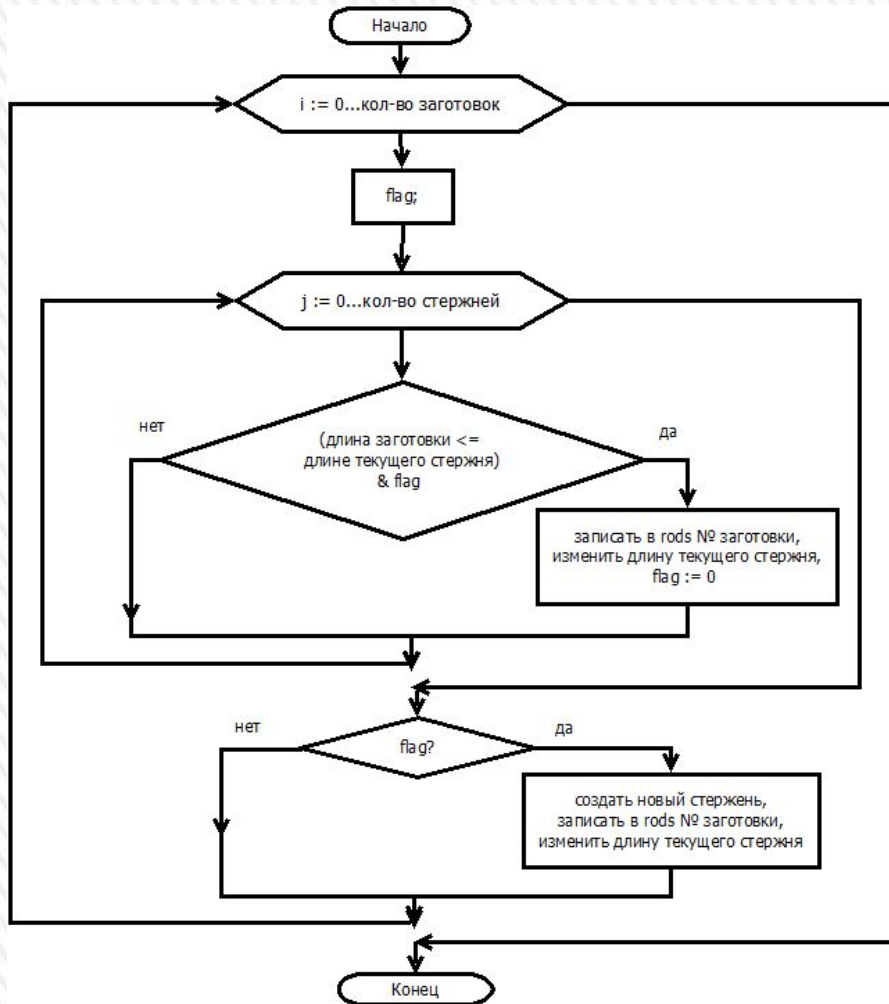 Начало
i := 0...кол-во заготовок
flag;
j := 0...кол-во стержней
нет
(длина заготовки <=
длине текущего стержня)
& flag
да
записать в rods № заготовки,
изменить длину текущего стержня,
flag := 0
нет
flag?
да
создать новый стержень,
записать в rods № заготовки,
изменить длину текущего стержня
Конец